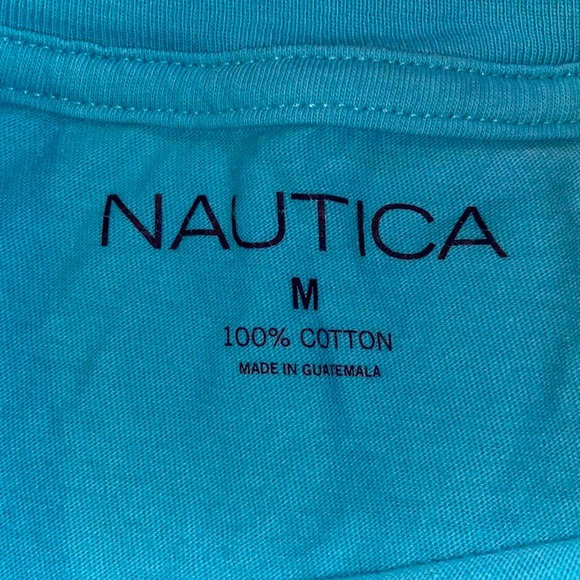 NAUTICA
M
100% COTTON
MADE IN GUATEMALA